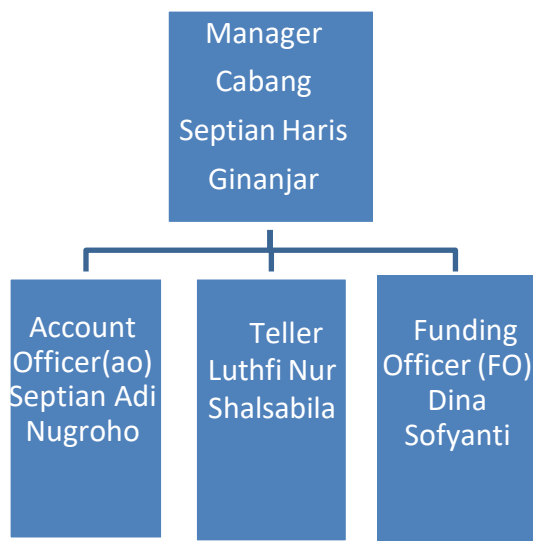 Manager
Cabang
Septian Haris
Ginanjar
Account
Officer(ao)
Septian Adi
Nugroho
Teller
Luthfi Nur
Shalsabila
Funding
Officer (FO)
Dina
Sofyanti